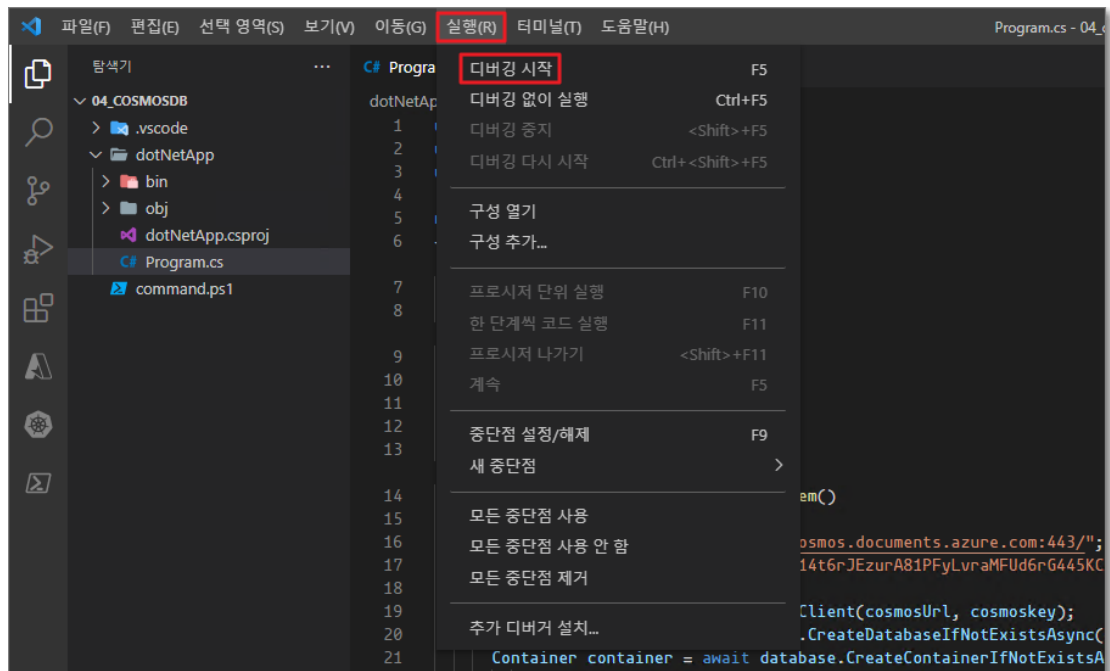 파일(F) 편집(E) 선택 영역(S) 보기(V) 이동(G) 실행(R) 터미널(T) 도움말(H) Program.cs - 04_c
탐색기 ···
04_COSMOSDB
.vscode
dotNetApp
bin
obj
dotNetApp.csproj
C# Program.cs
command.ps1
C# Progra
dotNetAp
디버깅 시작 F5
디버깅 없이 실행 Ctrl+F5
디버깅 중지 <Shift>+F5
디버깅 다시 시작 Ctrl+<Shift>+F5
구성 열기
구성 추가...
프로시저 단위 실행 F10
한 단계씩 코드 실행 F11
프로시저 나가기 <Shift>+F11
계속 F5
중단점 설정/해제 F9
새 중단점
모든 중단점 사용
모든 중단점 사용 안 함
모든 중단점 제거
추가 디버거 설치...
1
2
3
4
5
6
7
8
9
10
11
12
13
14 em()
15
16 osmos.documents.azure.com:443/";
17 14t6rJEzurA81PFyLvraMFUd6rG445KC
18
19 Client(cosmosUrl, cosmoskey);
20 .CreateDatabaseIfNotExistsAsync(
21 Container container = await database.CreateContainerIfNotExistsA